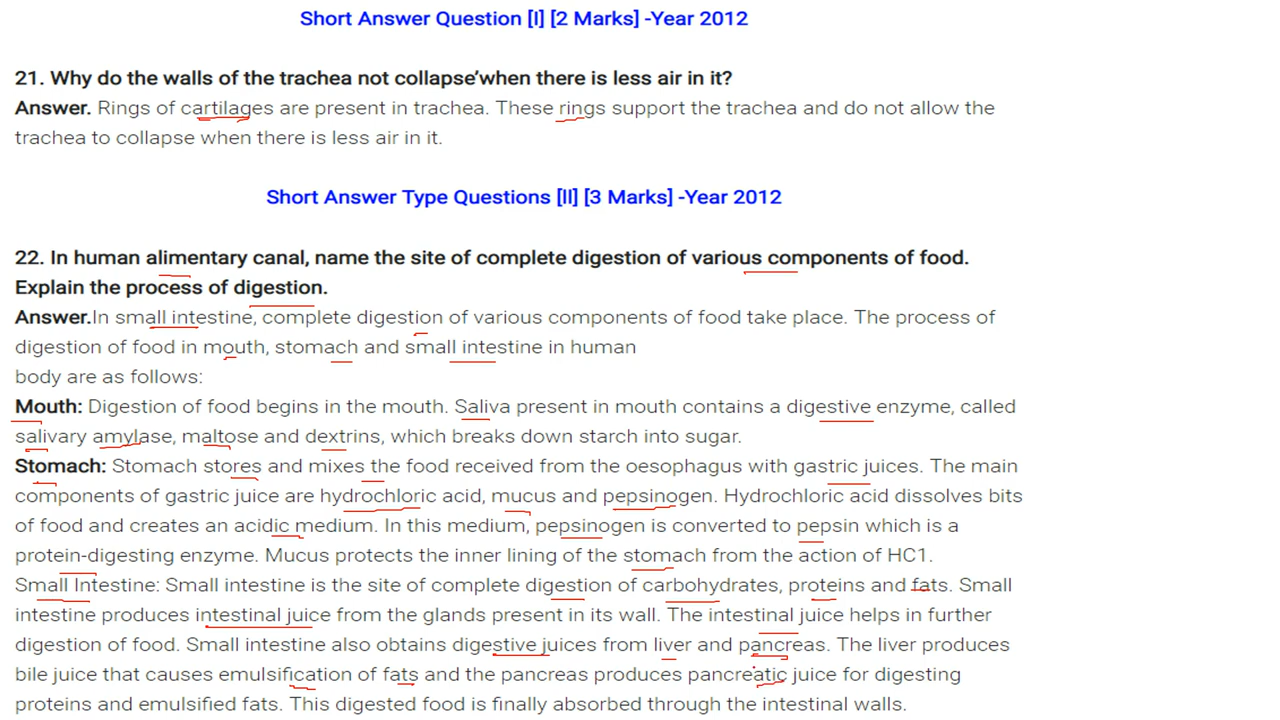 Short Answer Question [I] [2 Marks] -Year 2012
21. Why do the walls of the trachea not collapse'when there is less air in it?
Answer. Rings of cartilages are present in trachea. These rings support the trachea and do not allow the
trachea to collapse when there is less air in it.
Short Answer Type Questions [II] [3 Marks] -Year 2012
22. In human alimentary canal, name the site of complete digestion of various components of food.
Explain the process of digestion.
Answer.In small intestine, complete digestion of various components of food take place. The process of
digestion of food in mouth, stomach and small intestine in human
body are as follows:
Mouth: Digestion of food begins in the mouth. Saliva present in mouth contains a digestive enzyme, called
salivary amylase, maltose and dextrins, which breaks down starch into sugar.
Stomach: Stomach stores and mixes the food received from the oesophagus with gastric juices. The main
components of gastric juice are hydrochloric acid, mucus and pepsinogen. Hydrochloric acid dissolves bits
of food and creates an acidic medium. In this medium, pepsinogen is converted to pepsin which is a
protein-digesting enzyme. Mucus protects the inner lining of the stomach from the action of HC1.
Small Intestine: Small intestine is the site of complete digestion of carbohydrates, proteins and fats. Small
intestine produces intestinal juice from the glands present in its wall. The intestinal juice helps in further
digestion of food. Small intestine also obtains digestive juices from liver and pancreas. The liver produces
bile juice that causes emulsification of fats and the pancreas produces pancreatic juice for digesting
proteins and emulsified fats. This digested food is finally absorbed through the intestinal walls.